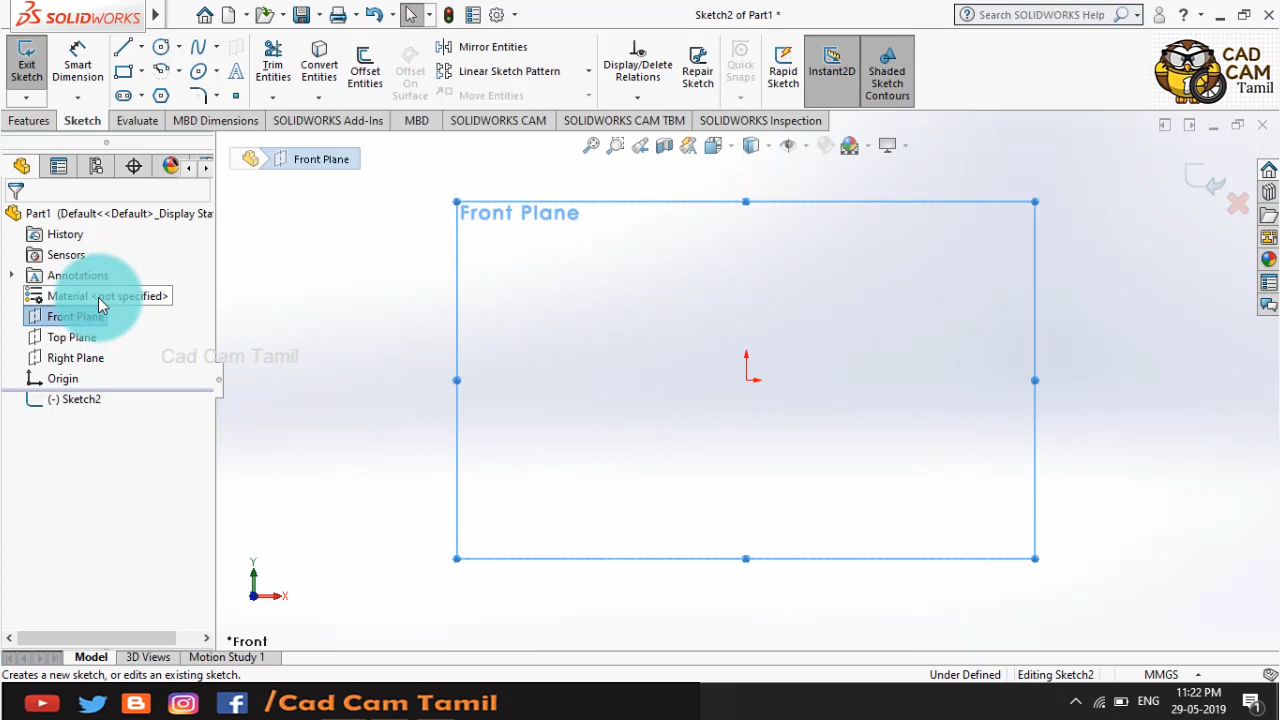 3S SOLIDWORKS
Sketch2 of Part1 *
Search SOLIDWORKS Help
?
Exit Sketch
Smart Dimension
Trim Entities
Convert Entities
Offset Entities
Offset On Surface
Mirror Entities
Linear Sketch Pattern
Move Entities
Display/Delete Relations
Repair Sketch
Quick Snaps
Rapid Sketch
Instant2D
Shaded Sketch Contours
CAD
CAM
Tamil
Features
Sketch
Evaluate
MBD Dimensions
SOLIDWORKS Add-Ins
MBD
SOLIDWORKS CAM
SOLIDWORKS CAM TBM
SOLIDWORKS Inspection
Front Plane
Part1 (Default<<Default>_Display Sta
History
Sensors
Annotations
Material <not specified>
Front Plane
Top Plane
Right Plane
Origin
(-) Sketch2
Front Plane
Cad Cam Tamil
Y
X
*Front
Model
3D Views
Motion Study 1
Creates a new sketch, or edits an existing sketch.
Under Defined
Editing Sketch2
MMGS
/Cad Cam Tamil
ENG
11:22 PM
29-05-2019
1